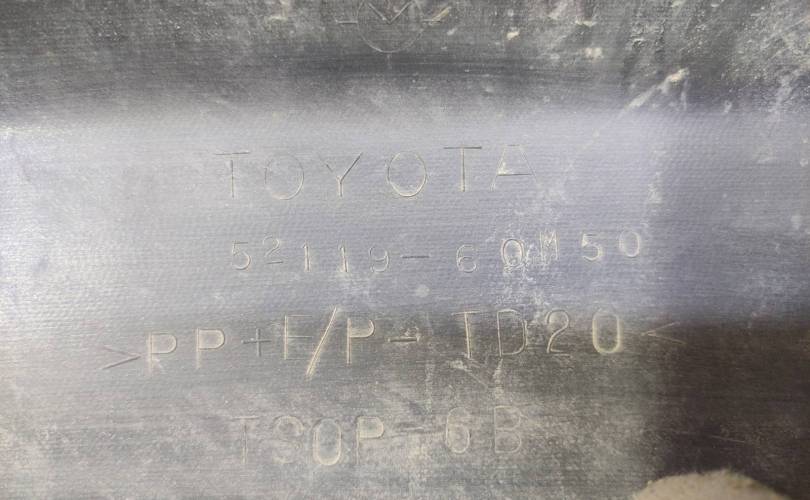 TOYOTA
52119-60M50
>PP+E/P-TD20<
TSOP-6B